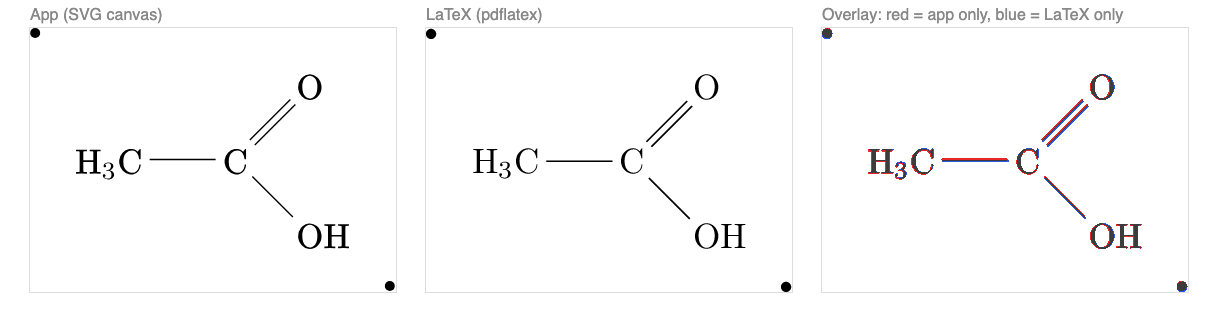 App (SVG canvas)
LaTeX (pdflatex)
Overlay: red = app only, blue = LaTeX only
O
H₃C C
OH
O
H₃C C
OH
O
H₃C C
OH